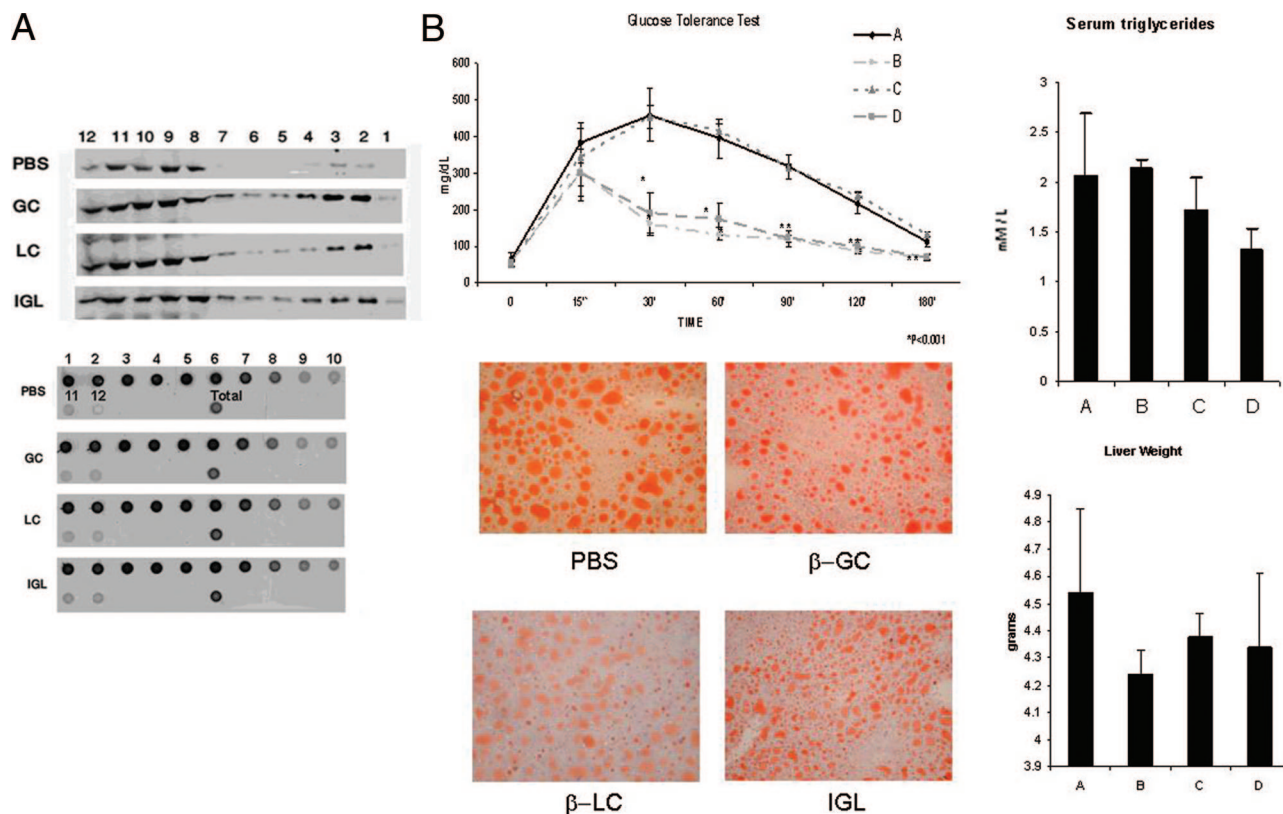 A
12 11 10 9 8 7 6 5 4 3 2 1
PBS
GC
LC
IGL
1 2 3 4 5 6 7 8 9 10
PBS
11 12 Total
GC
LC
IGL
B
Glucose Tolerance Test
A
B
C
D
600
500
400
300
200
100
0
mg/dL
*
*
**
**
**
0 15' 30' 60' 90' 120' 180'
TIME
*P<0.001
PBS
β–GC
β–LC
IGL
Serum triglycerides
3
2.5
2
1.5
1
0.5
0
mM / L
A B C D
Liver Weight
4.9
4.8
4.7
4.6
4.5
4.4
4.3
4.2
4.1
4
3.9
grams
A B C D